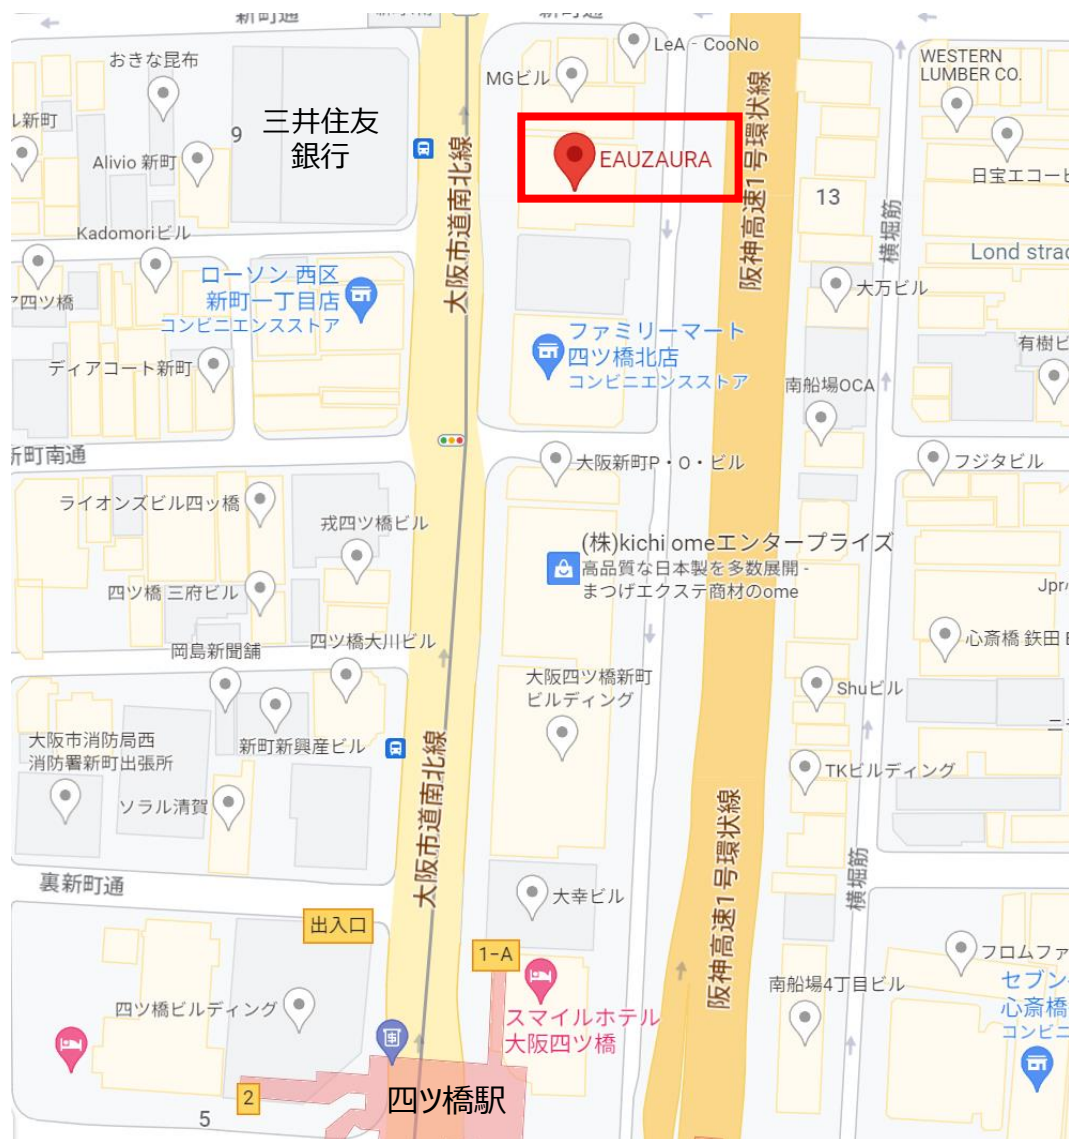 新町通
新町通
LeA - CooNo
WESTERN
LUMBER CO.
おきな昆布
MGビル
三井住友
銀行
9
ル新町
Alivio 新町
EAUZAURA
阪神高速1号環状線
13
日宝エコービ
大阪市道南北線
横堀筋
Kadomoriビル
Lond strad
ア四ツ橋
ローソン 西区
新町一丁目店
コンビニエンスストア
大万ビル
ファミリーマート
四ツ橋北店
コンビニエンスストア
有樹ビ
ディアコート新町
南船場OCA
新町南通
大阪新町P・O・ビル
フジタビル
ライオンズビル四ッ橋
戎四ツ橋ビル
(株)kichi omeエンタープライズ
高品質な日本製を多数展開 -
まつげエクステ商材のome
四ツ橋 三府ビル
Jpr
岡島新聞舗
四ツ橋大川ビル
心斎橋 鉄田
大阪四ツ橋新町
ビルディング
Shuビル
大阪市消防局西
消防署新町出張所
新町新興産ビル
大阪市道南北線
TKビルディング
ソラル清賀
阪神高速1号環状線
横堀筋
裏新町通
大幸ビル
出入口
1-A
フロムファ
四ツ橋ビルディング
スマイルホテル
大阪四ツ橋
南船場4丁目ビル
セブン
心斎橋
コンビニ
2
四ツ橋駅
5